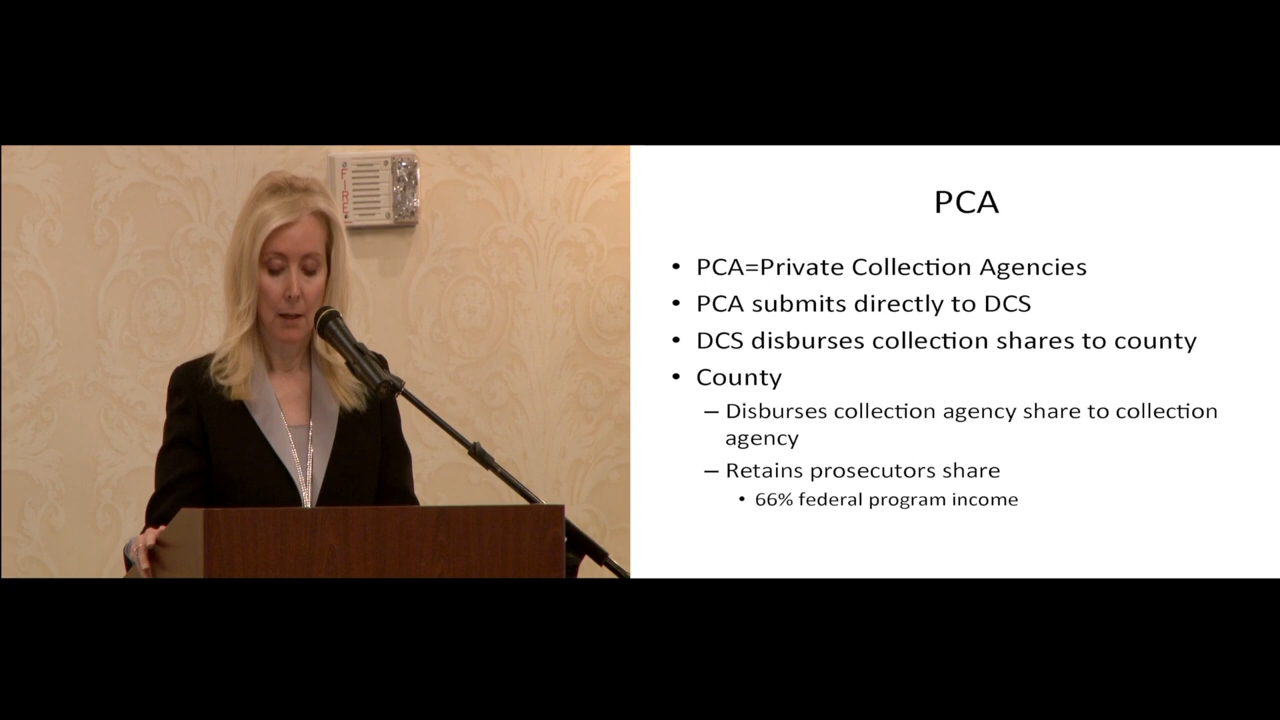 FIRE
PCA
• PCA=Private Collection Agencies
• PCA submits directly to DCS
• DCS disburses collection shares to county
• County
– Disburses collection agency share to collection
agency
– Retains prosecutors share
• 66% federal program income